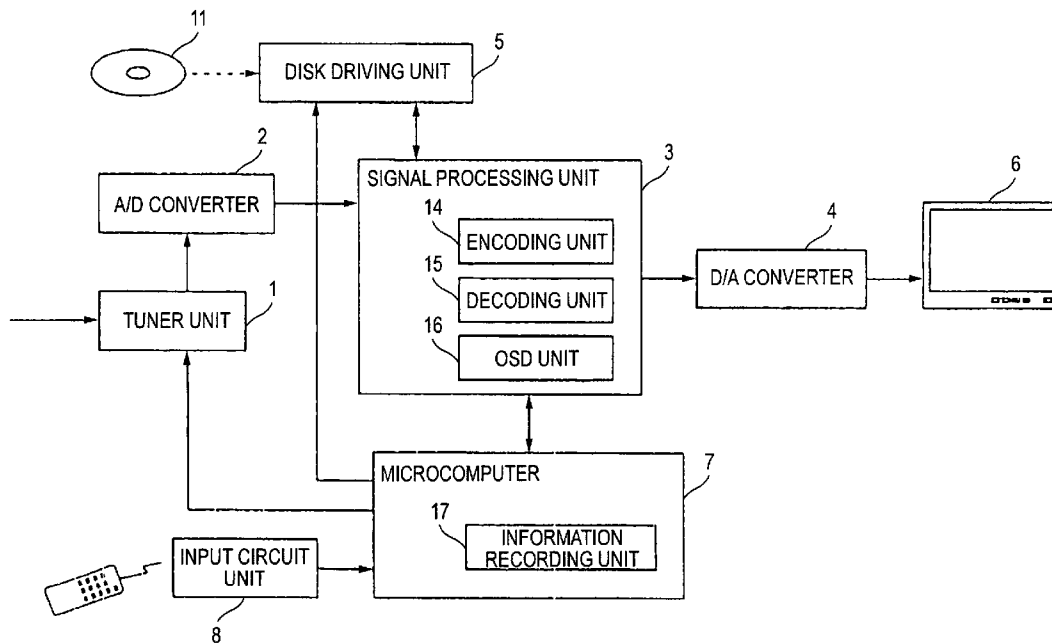 11
5
DISK DRIVING UNIT
2
A/D CONVERTER
3
SIGNAL PROCESSING UNIT
14
ENCODING UNIT
15
DECODING UNIT
16
OSD UNIT
4
D/A CONVERTER
6
1
TUNER UNIT
7
MICROCOMPUTER
17
INFORMATION
RECORDING UNIT
INPUT CIRCUIT
UNIT
8